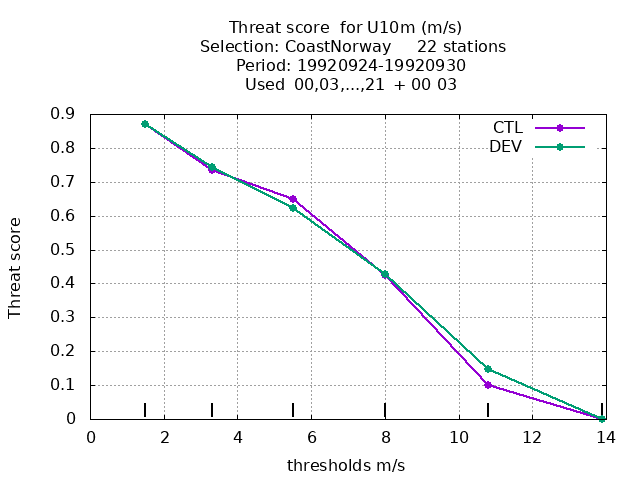 Threat score  for U10m (m/s)
Selection: CoastNorway     22 stations
Period: 19920924-19920930
Used  00,03,...,21  + 00 03
CTL
DEV
Threat score
0.9
0.8
0.7
0.6
0.5
0.4
0.3
0.2
0.1
0
0 2 4 6 8 10 12 14
thresholds m/s